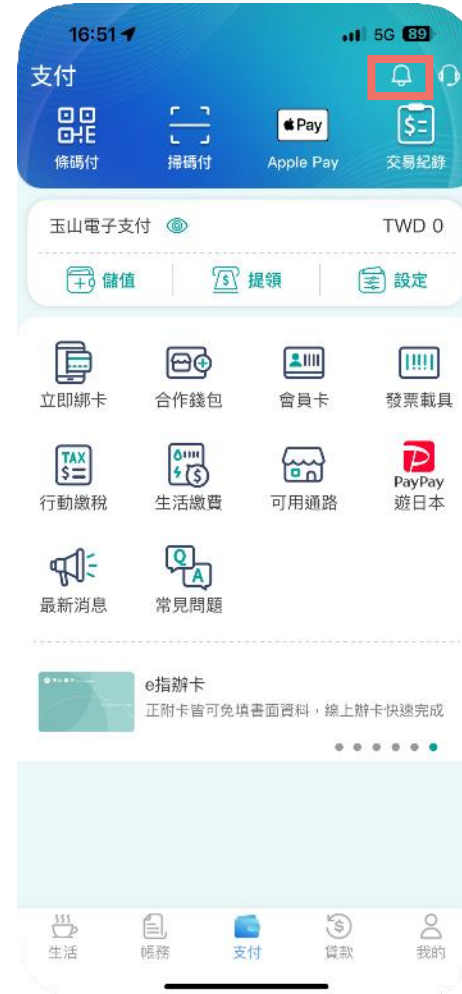 16:51 5G 89
支付
Pay
條碼付 掃碼付 Apple Pay 交易紀錄
玉山電子支付 TWD 0
儲值 提領 設定
立即綁卡 合作錢包 會員卡 發票載具
TAX
PayPay
行動繳稅 生活繳費 可用通路 遊日本
Q
A
最新消息 常見問題
e指辦卡
正附卡皆可免填書面資料，線上辦卡快速完成
生活 帳務 支付 貸款 我的